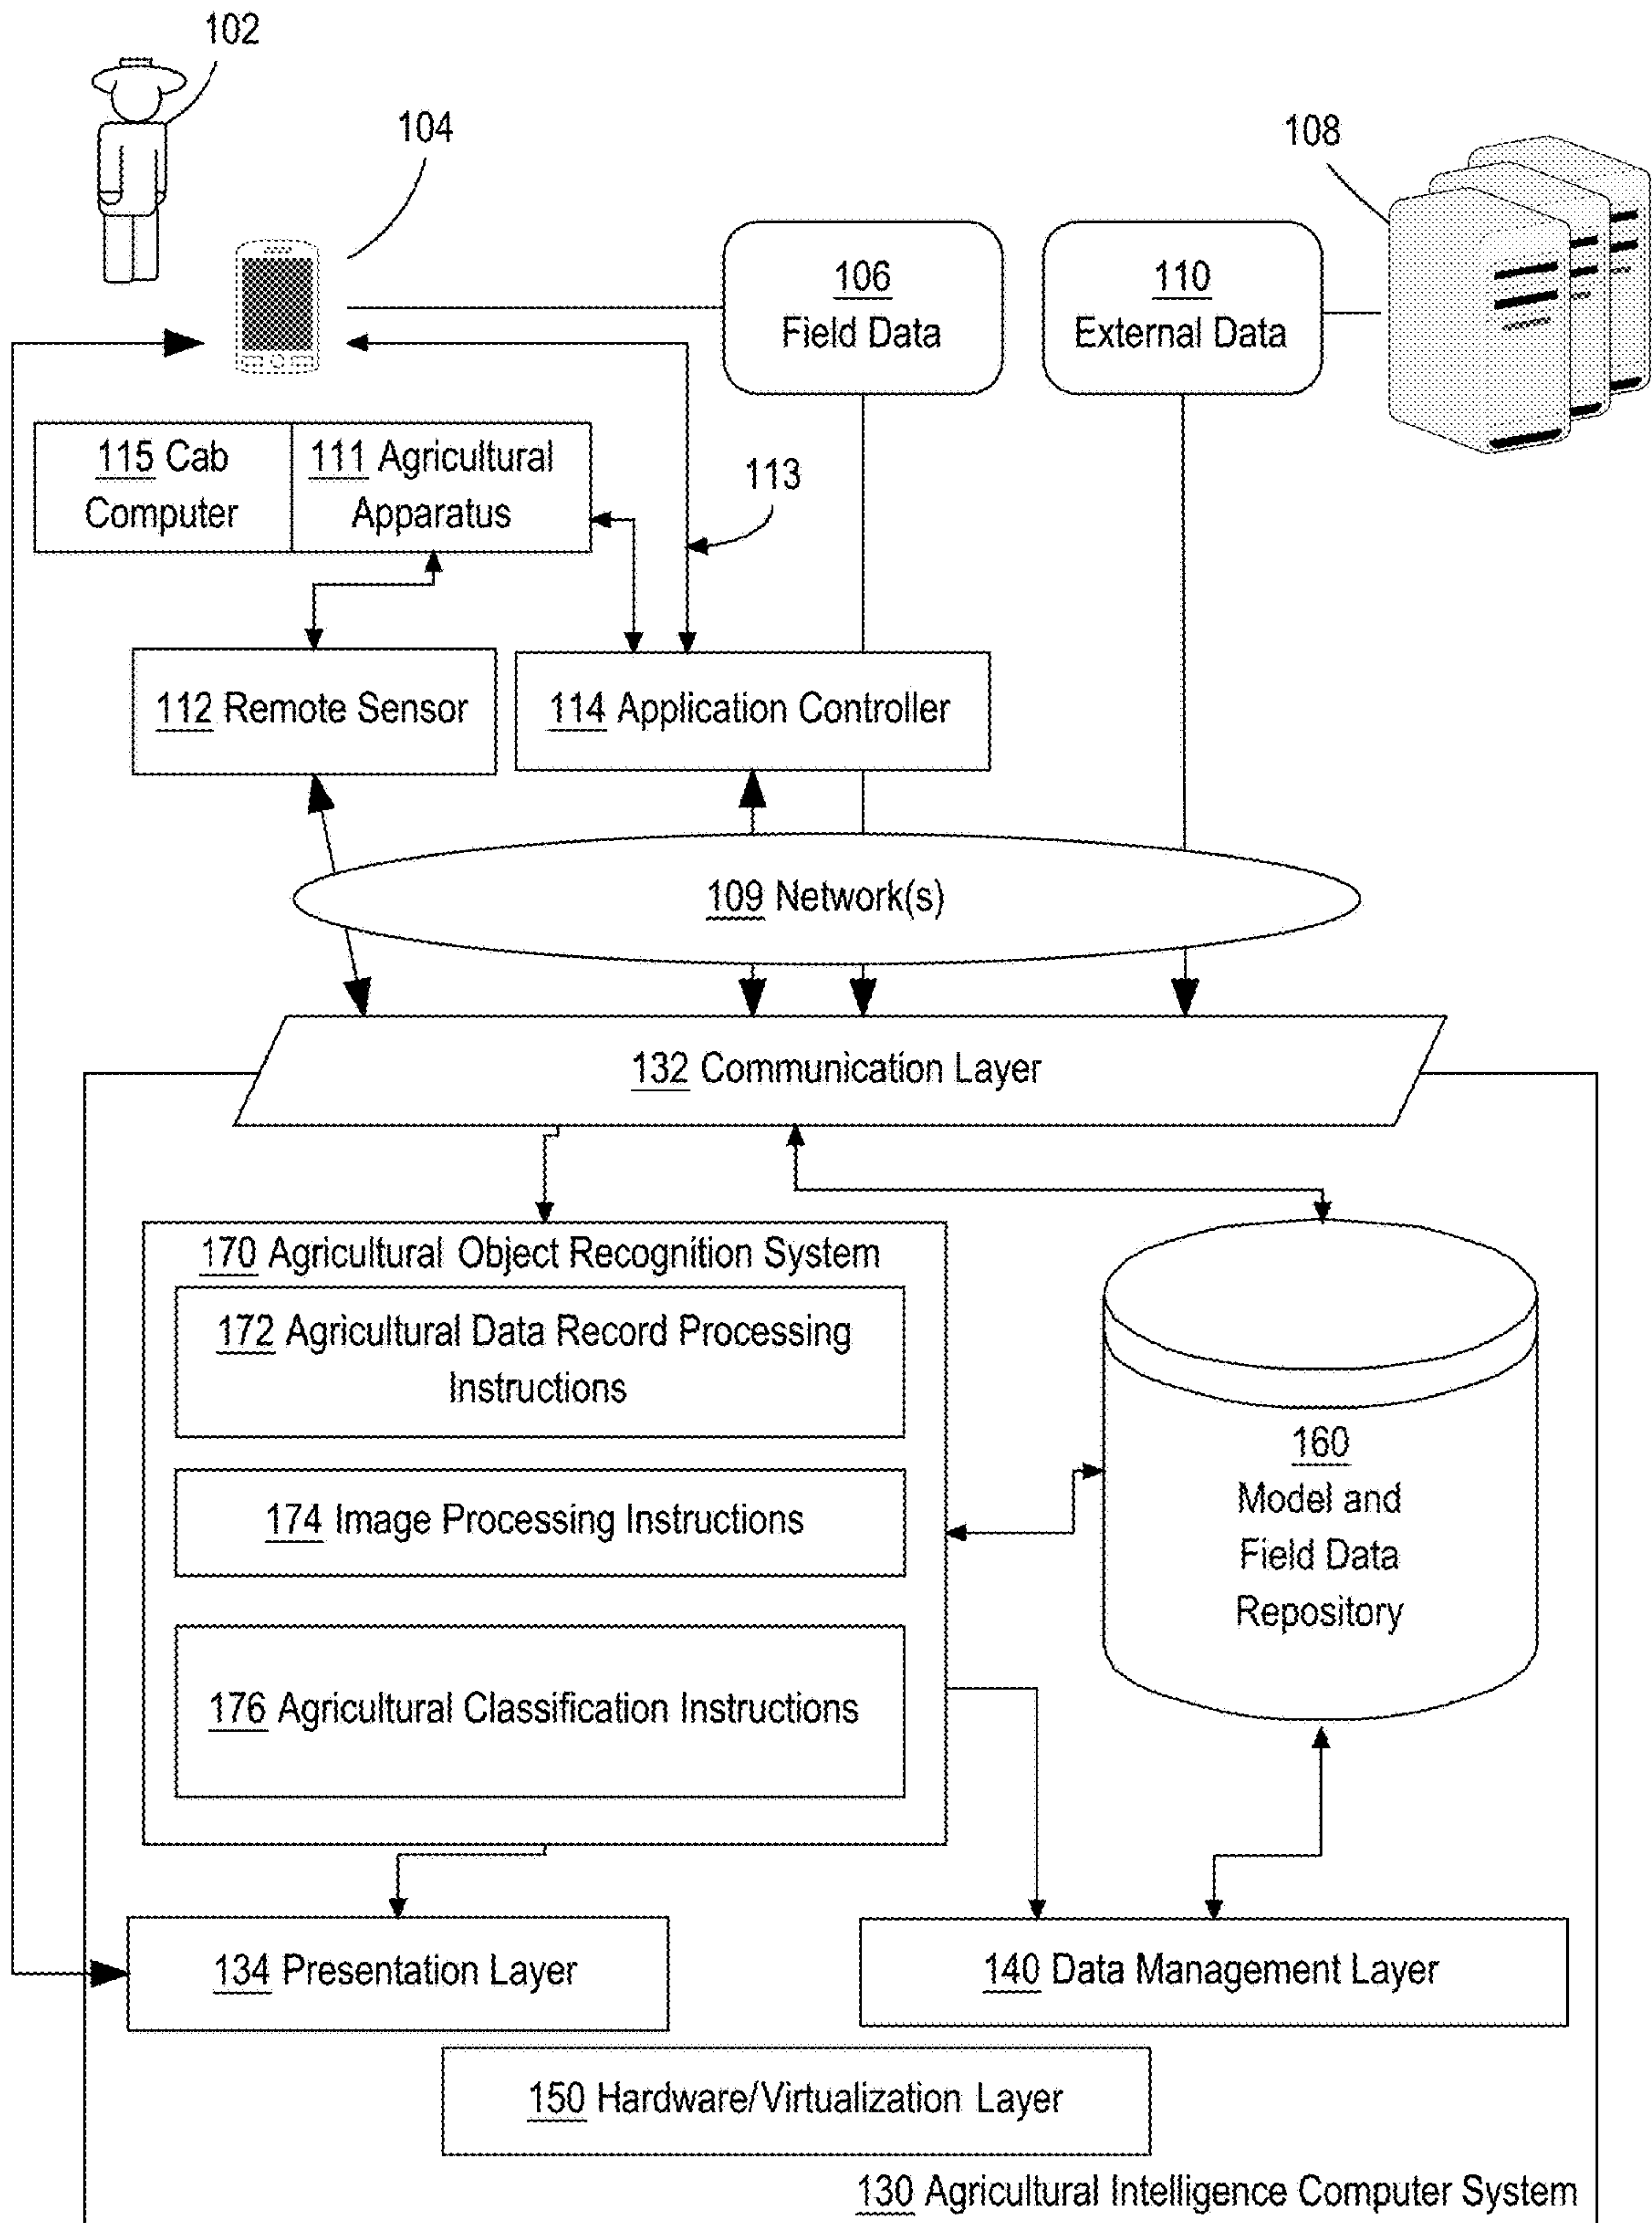 102
104
108
106
Field Data
110
External Data
115 Cab
Computer
111 Agricultural
Apparatus
113
112 Remote Sensor
114 Application Controller
109 Network(s)
132 Communication Layer
170 Agricultural Object Recognition System
172 Agricultural Data Record Processing
Instructions
174 Image Processing Instructions
176 Agricultural Classification Instructions
160
Model and
Field Data
Repository
134 Presentation Layer
140 Data Management Layer
150 Hardware/Virtualization Layer
130 Agricultural Intelligence Computer System